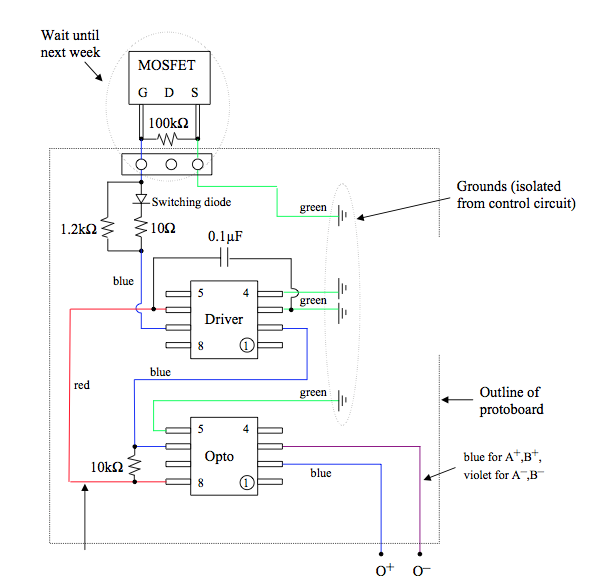 Wait until
next week
MOSFET
G D S
100kΩ
Switching diode
1.2kΩ
10Ω
0.1µF
green
Grounds (isolated
from control circuit)
blue
5 4
green
Driver
8 1
blue
red
green
Outline of
protoboard
5 4
Opto
10kΩ
8 1
blue
blue for A⁺,B⁺,
violet for A⁻,B⁻
O⁺ O⁻